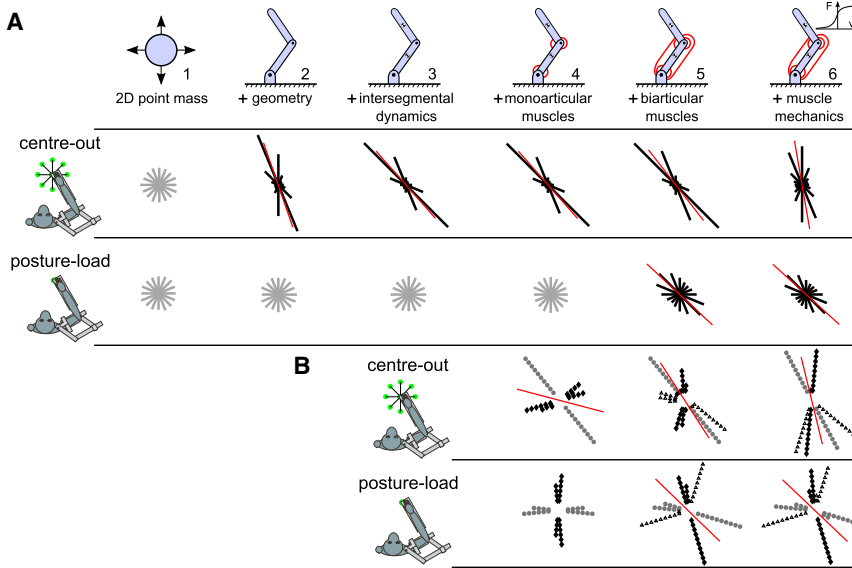 A
F
1
2
3
4
5
6
2D point mass
+ geometry
+ intersegmental
dynamics
+ monoarticular
muscles
+ biarticular
muscles
+ muscle
mechanics
centre-out
posture-load
B
centre-out
posture-load